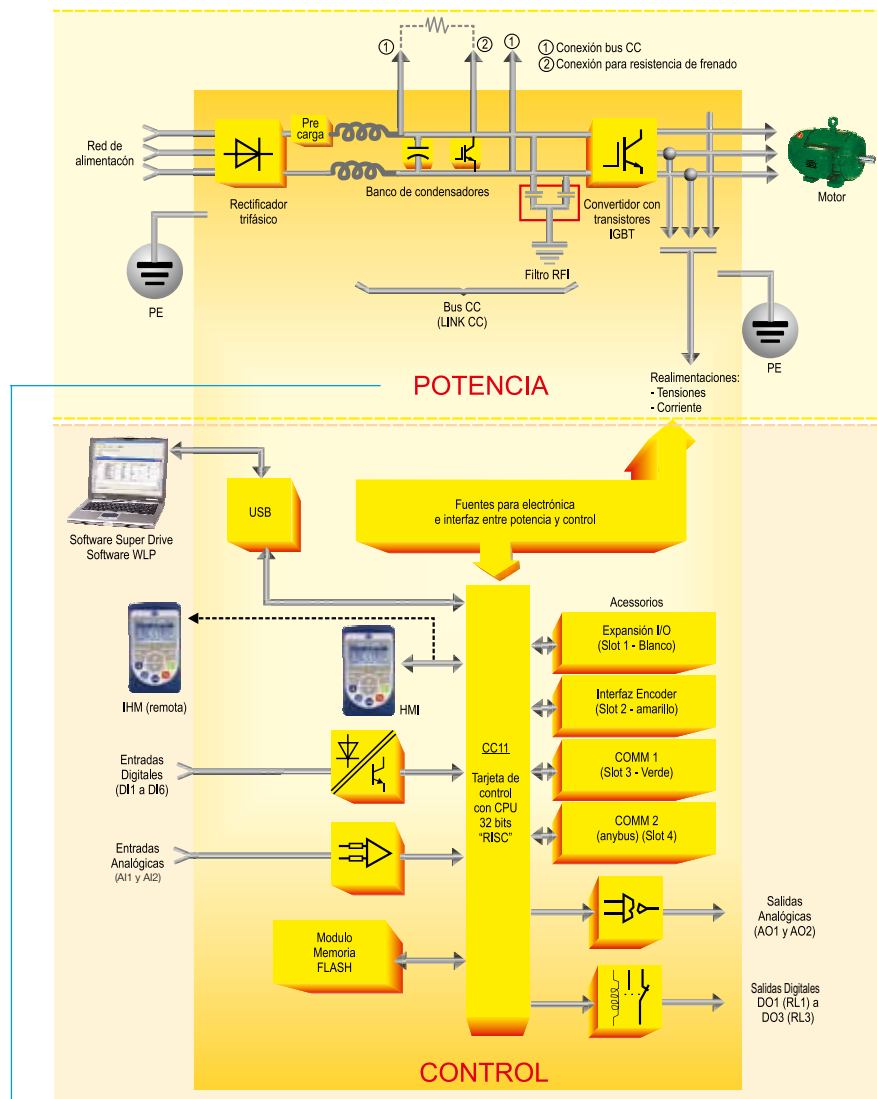 ① ② ① ① Conexión bus CC
② Conexión para resistencia de frenado
Red de
alimentacón
Pre
carga
Rectificador
trifásico
Banco de condensadores
Convertidor con
transistores
IGBT
Motor
PE
Filtro RFI
Bus CC
(LINK CC)
PE
POTENCIA
Realimentaciones:
- Tensiones
- Corriente
Software Super Drive
Software WLP
USB
Fuentes para electrónica
e interfaz entre potencia y control
IHM (remota)
HMI
Acessorios
Expansión I/O
(Slot 1 - Blanco)
Interfaz Encoder
(Slot 2 - amarillo)
COMM 1
(Slot 3 - Verde)
COMM 2
(anybus) (Slot 4)
CC11
Tarjeta de
control
con CPU
32 bits
“RISC”
Entradas
Digitales
(DI1 a DI6)
Entradas
Analógicas
(AI1 y AI2)
Modulo
Memoria
FLASH
Salidas
Analógicas
(AO1 y AO2)
Salidas Digitales
DO1 (RL1) a
DO3 (RL3)
CONTROL